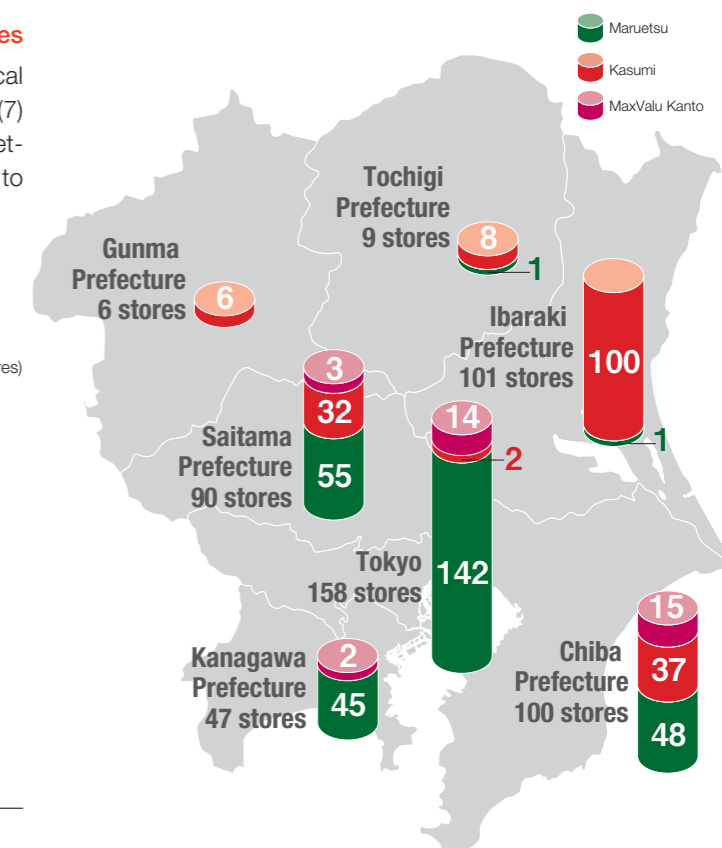 es
cal
(7)
et-
to
res)
Maruetsu
Kasumi
MaxValu Kanto
Tochigi
Prefecture
9 stores
8
1
Gunma
Prefecture
6 stores
6
Ibaraki
Prefecture
101 stores
100
1
Saitama
Prefecture
90 stores
3
32
55
Tokyo
158 stores
14
2
142
Kanagawa
Prefecture
47 stores
2
45
Chiba
Prefecture
100 stores
15
37
48